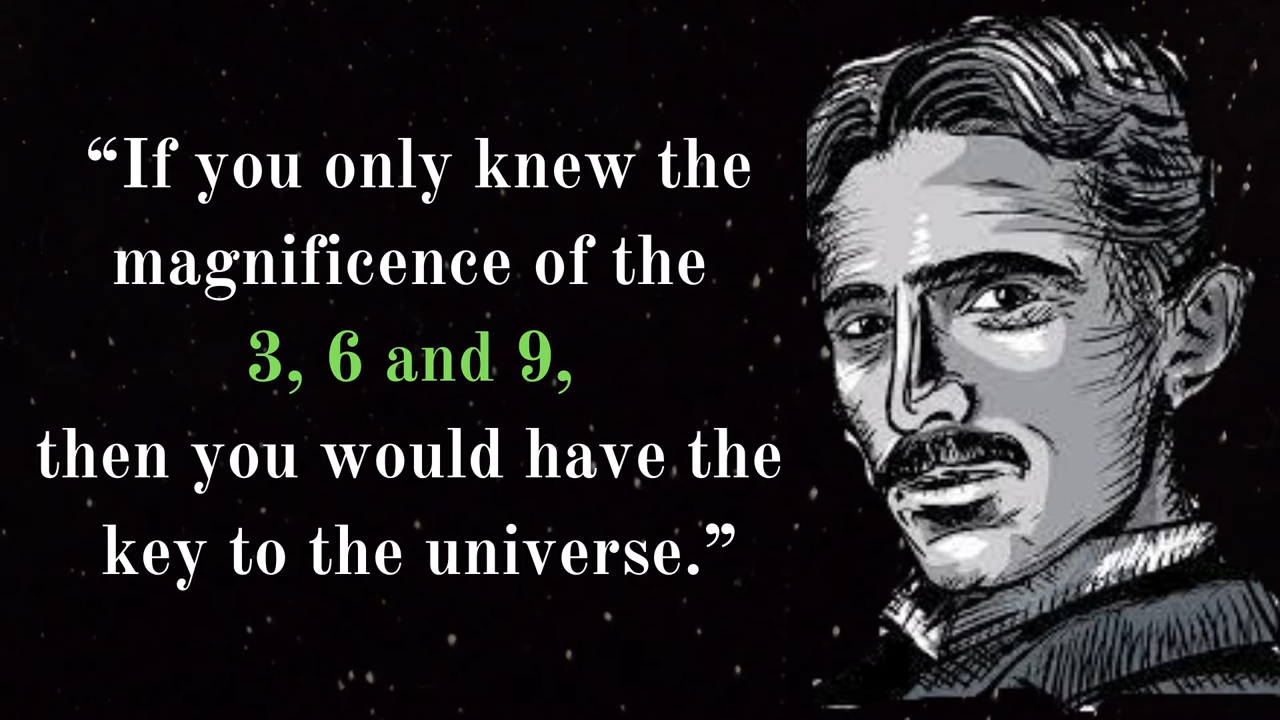 “If you only knew the
magnificence of the
3, 6 and 9,
then you would have the
key to the universe.”